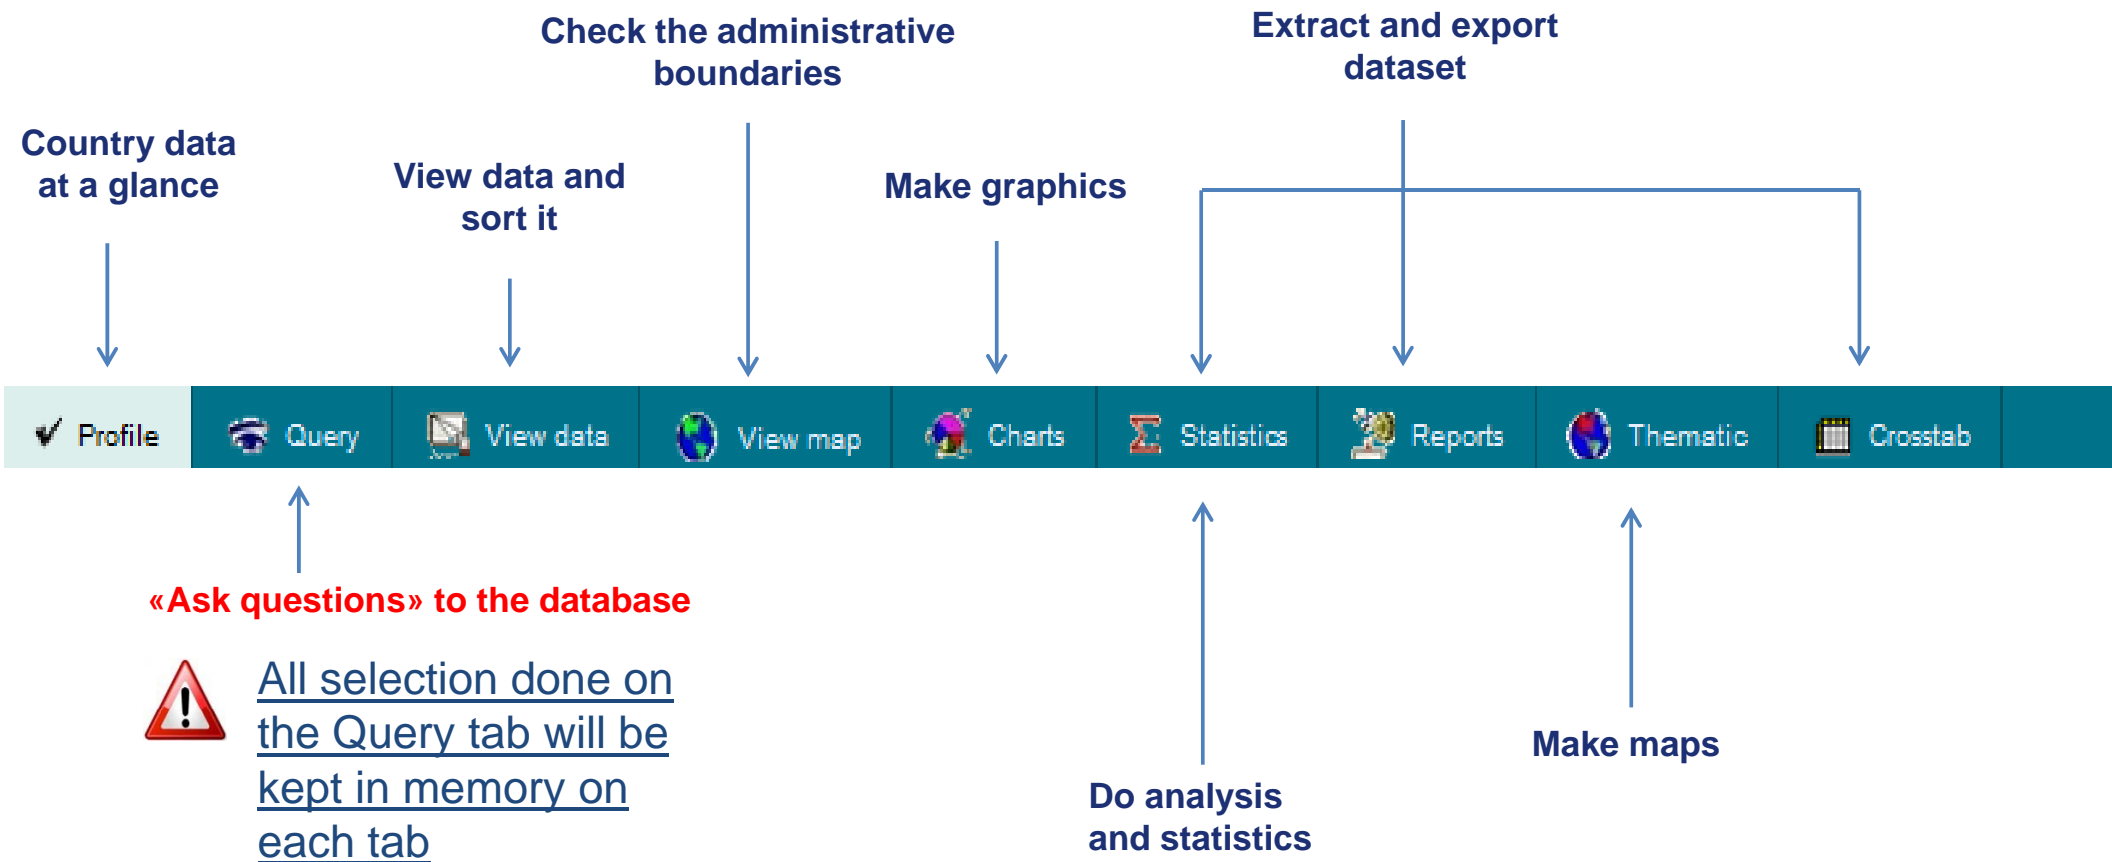 Check the administrative
boundaries
Extract and export
dataset
Country data
at a glance
View data and
sort it
Make graphics
Profile
Query
View data
View map
Charts
Statistics
Reports
Thematic
Crosstab
«Ask questions» to the database
All selection done on
the Query tab will be
kept in memory on
each tab
Make maps
Do analysis
and statistics